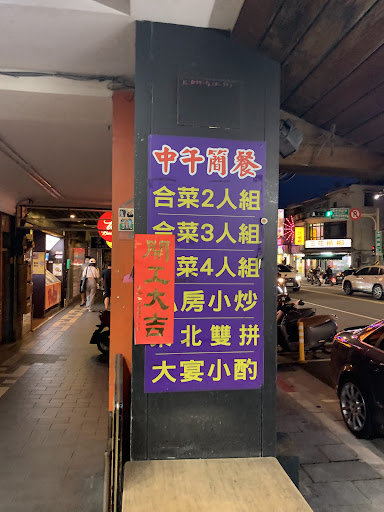 中午簡餐
合菜2人組
合菜3人組
菜4人組
房小炒
北雙拼
大宴小酌
開工大吉